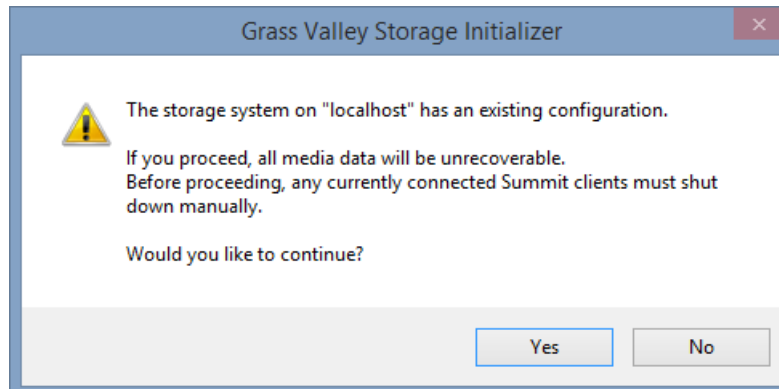 Grass Valley Storage Initializer
The storage system on "localhost" has an existing configuration.
If you proceed, all media data will be unrecoverable.
Before proceeding, any currently connected Summit clients must shut
down manually.
Would you like to continue?
Yes
No